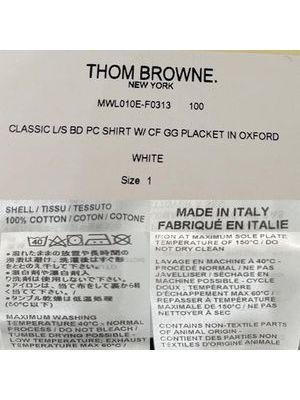 THOM BROWNE.
NEW YORK
MWL010E-F0313 100
CLASSIC L/S BD PC SHIRT W/ CF GG PLACKET IN OXFORD
WHITE
Size 1
SHELL / TISSU / TESSUTO
100% COTTON / COTON / COTONE
40
MAXIMUM WASHING
TEMPERATURE 40°C - NORMAL
PROCESS / DO NOT BLEACH /
TUMBLE DRYING POSSIBLE -
LOW TEMPERATURE, EXHAUST
TEMPERATURE MAX 60°C /
MADE IN ITALY
FABRIQUÉ EN ITALIE
IRON AT MAXIMUM SOLE PLATE
TEMPERATURE OF 150°C / DO
NOT DRY CLEAN
LAVAGE EN MACHINE À 40°C -
PROCÉDÉ NORMAL / NE PAS
JAVELLISER / SÉCHAGE EN
MACHINE POSSIBLE - CYCLE
DOUX - TEMPÉRATURE
D'ÉCHAPPEMENT MAX 60°C /
REPASSER À TEMPÉRATURE
MAXIMALE DE 150°C / NE PAS
NETTOYER À SEC
CONTAINS NON-TEXTILE PARTS
OF ANIMAL ORIGIN -
CONTIENT DES PARTIES NON
TEXTILES D'ORIGINE ANIMALE